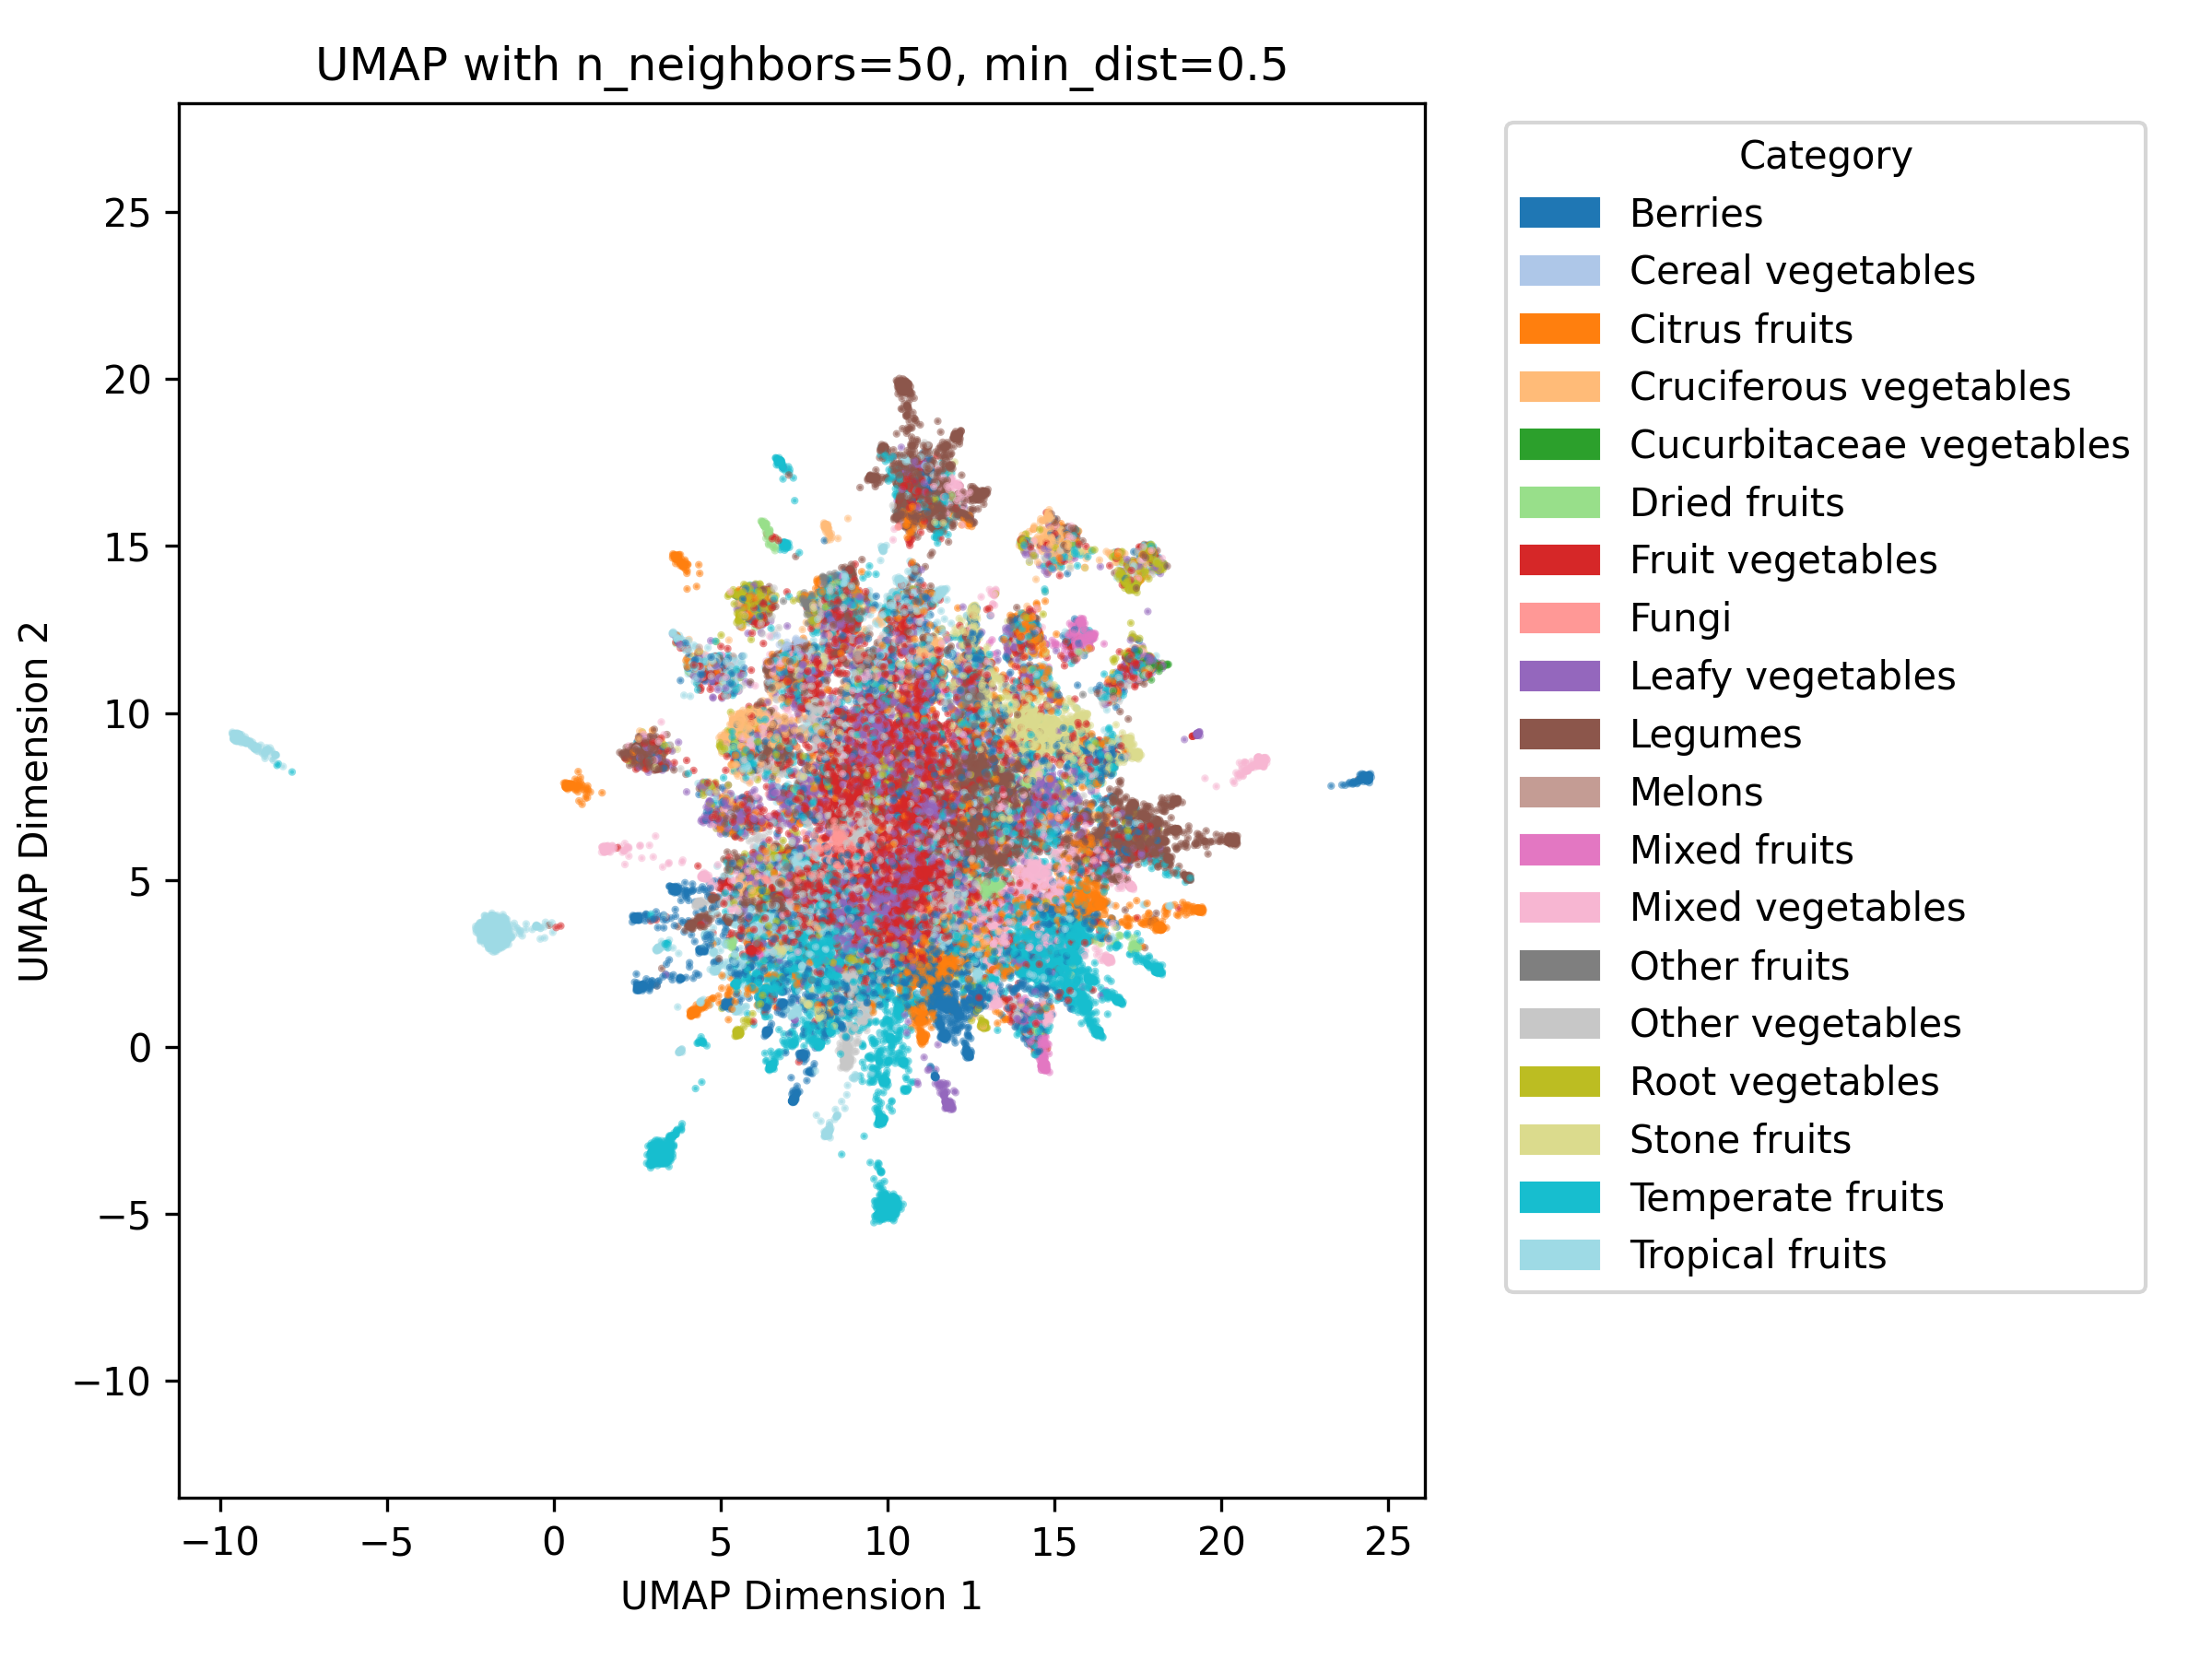 UMAP with n_neighbors=50, min_dist=0.5
UMAP Dimension 2
25
20
15
10
5
0
−5
−10
−10
−5
0
5
10
15
20
25
UMAP Dimension 1
Category
Berries
Cereal vegetables
Citrus fruits
Cruciferous vegetables
Cucurbitaceae vegetables
Dried fruits
Fruit vegetables
Fungi
Leafy vegetables
Legumes
Melons
Mixed fruits
Mixed vegetables
Other fruits
Other vegetables
Root vegetables
Stone fruits
Temperate fruits
Tropical fruits